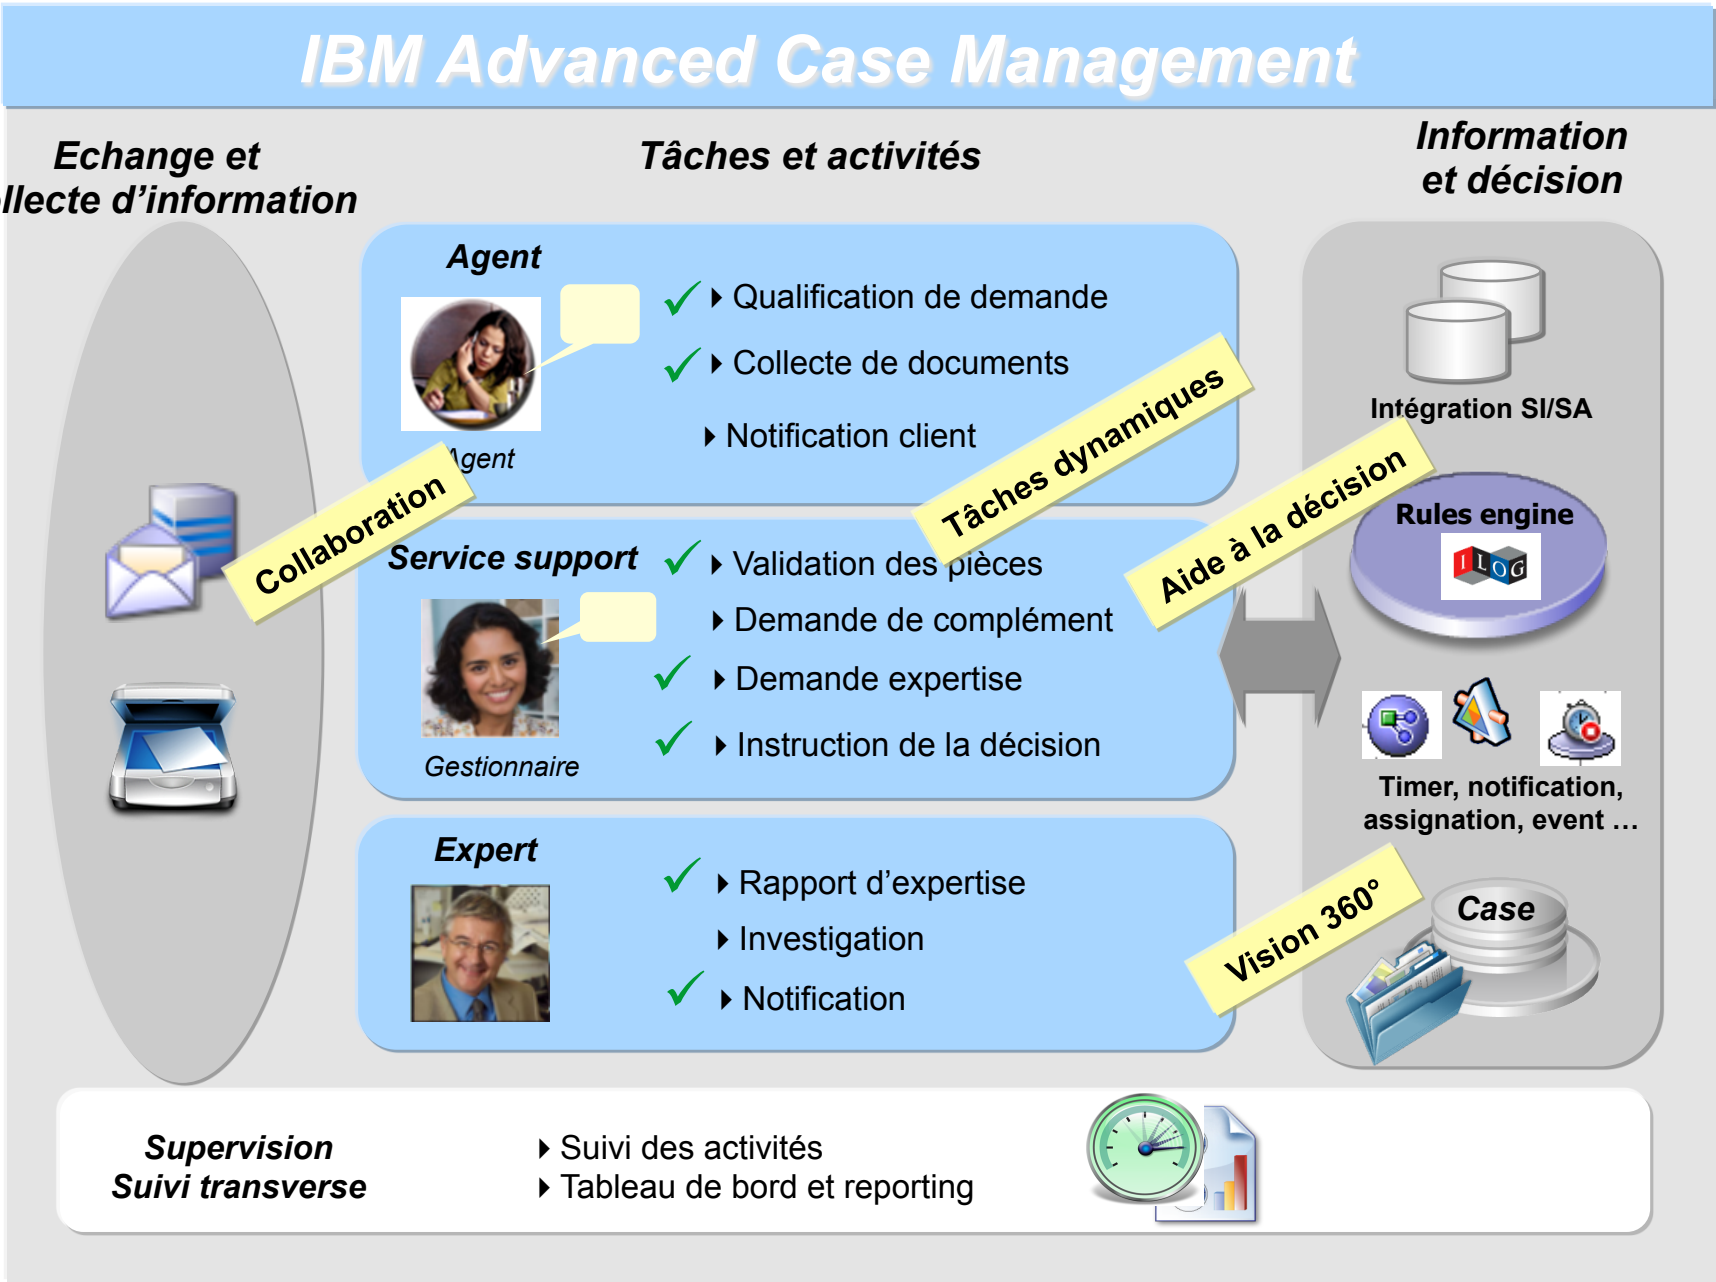 IBM Advanced Case Management
Echange et
llecte d’information
Tâches et activités
Information
et décision
Agent
Agent
Qualification de demande
Collecte de documents
Notification client
Collaboration
Tâches dynamiques
Aide à la décision
Service support
Gestionnaire
Validation des pièces
Demande de complément
Demande expertise
Instruction de la décision
Expert
Rapport d’expertise
Investigation
Notification
Vision 360°
Intégration SI/SA
Rules engine
ILOG
Timer, notification,
assignation, event …
Case
Supervision
Suivi transverse
Suivi des activités
Tableau de bord et reporting